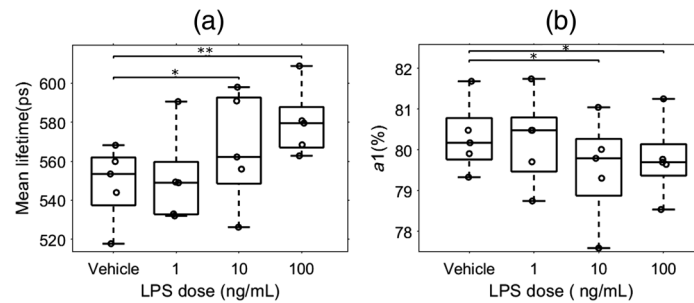 (a)
**
*
Mean lifetime(ps)
600
580
560
540
520
Vehicle 1 10 100
LPS dose (ng/mL)
(b)
*
*
a1(%)
82
81
80
79
78
Vehicle 1 10 100
LPS dose ( ng/mL)